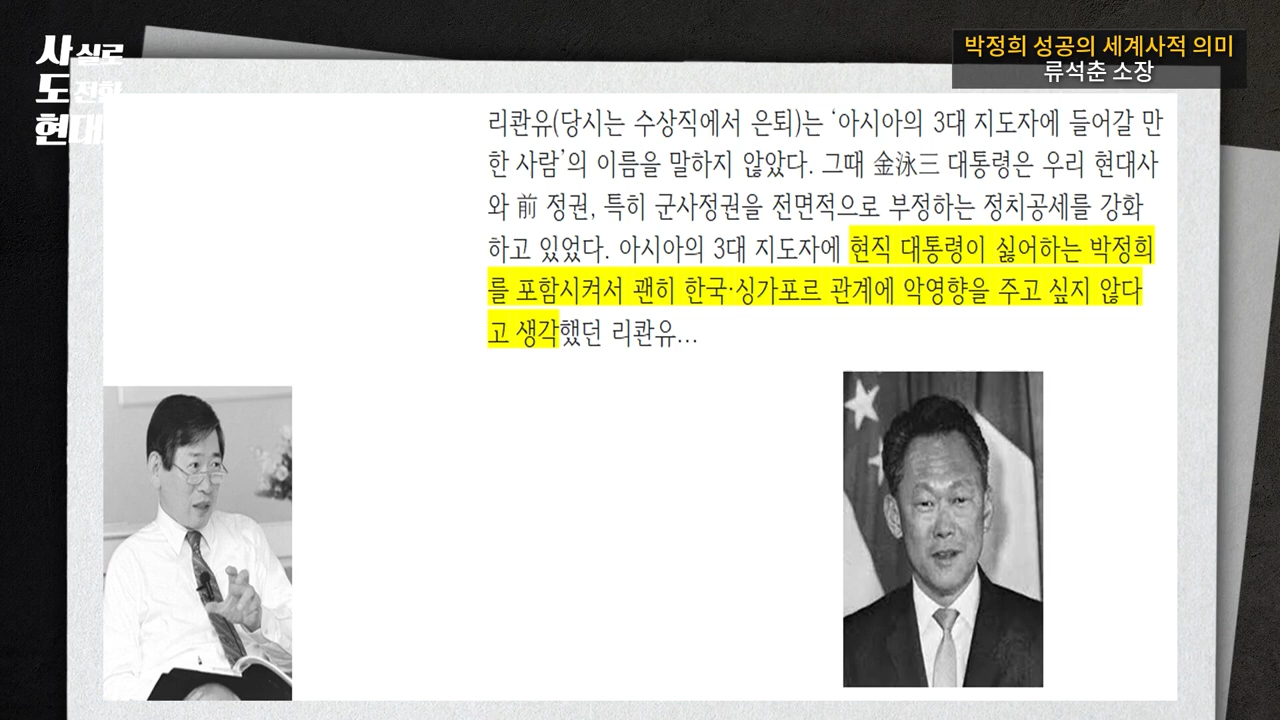 사실로
도전한
현대
박정희 성공의 세계사적 의미
류석춘 소장
리콴유(당시는 수상직에서 은퇴)는 ‘아시아의 3대 지도자에 들어갈 만
한 사람’의 이름을 말하지 않았다. 그때 金泳三 대통령은 우리 현대사
와 前 정권, 특히 군사정권을 전면적으로 부정하는 정치공세를 강화
하고 있었다. 아시아의 3대 지도자에 현직 대통령이 싫어하는 박정희
를 포함시켜서 괜히 한국·싱가포르 관계에 악영향을 주고 싶지 않다
고 생각했던 리콴유...